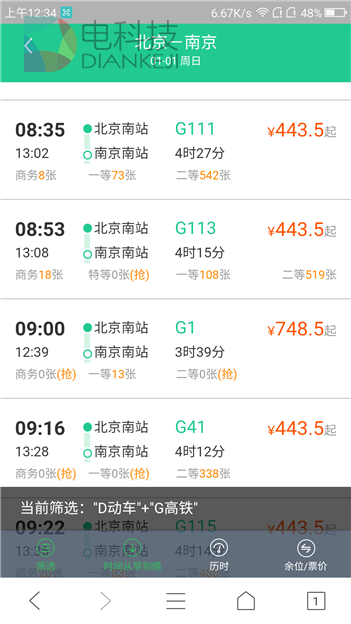 上午12:34 6.67K/s 48%
电科技
DIANKEJI
北京－南京
01-01 周日
08:35 北京南站 G111 ¥443.5起
13:02 南京南站 4时27分
商务8张 一等73张 二等542张
08:53 北京南站 G113 ¥443.5起
13:08 南京南站 4时15分
商务18张 特等0张(抢) 一等108张 二等519张
09:00 北京南站 G1 ¥748.5起
12:39 南京南站 3时39分
商务0张(抢) 一等13张 二等0张(抢)
09:16 北京南站 G41 ¥443.5起
13:28 南京南站 4时12分
商务0张(抢) 一等0张(抢) 二等338张
当前筛选："D动车"+"G高铁"
09:22 北京南站 G115 ¥443.5起
南京南站
筛选 时间从早到晚 历时 余位/票价
1